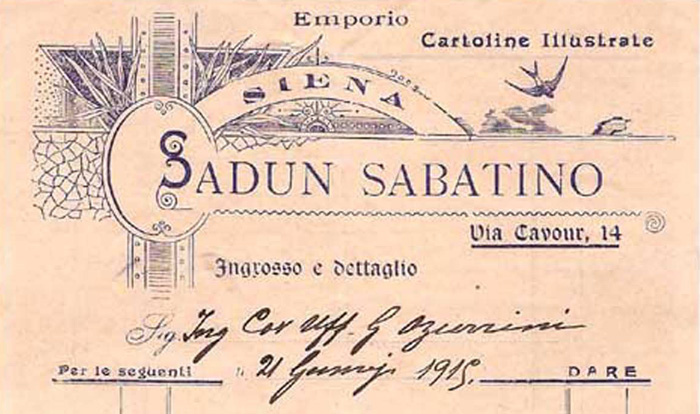 Emporio
Cartoline Illustrate
SIENA
SADUN SABATINO
Via Cavour, 14
Ingrosso e dettaglio
Sig. Ing Cav Uff. G
Per le seguenti
21 1915.
DARE